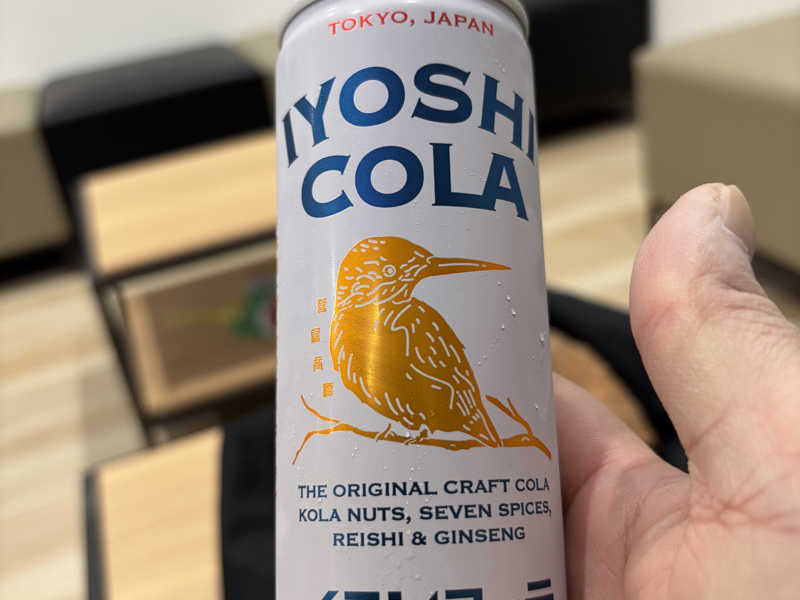 TOKYO, JAPAN
IYOSHI
COLA
THE ORIGINAL CRAFT COLA
KOLA NUTS, SEVEN SPICES,
REISHI & GINSENG